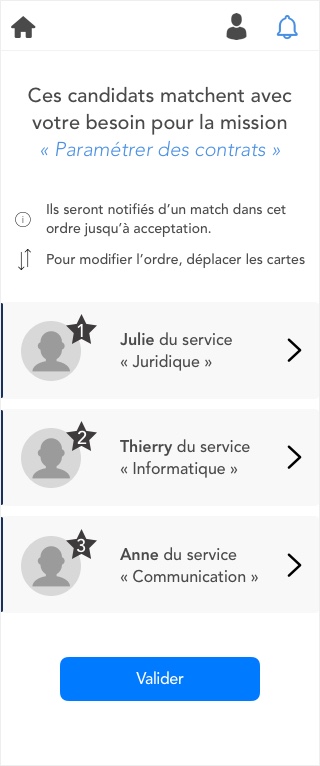 Ces candidats matchent avec
votre besoin pour la mission
« Paramétrer des contrats »
Ils seront notifiés d’un match dans cet
ordre jusqu’à acceptation.
Pour modifier l’ordre, déplacer les cartes
1
Julie du service
« Juridique »
2
Thierry du service
« Informatique »
3
Anne du service
« Communication »
Valider